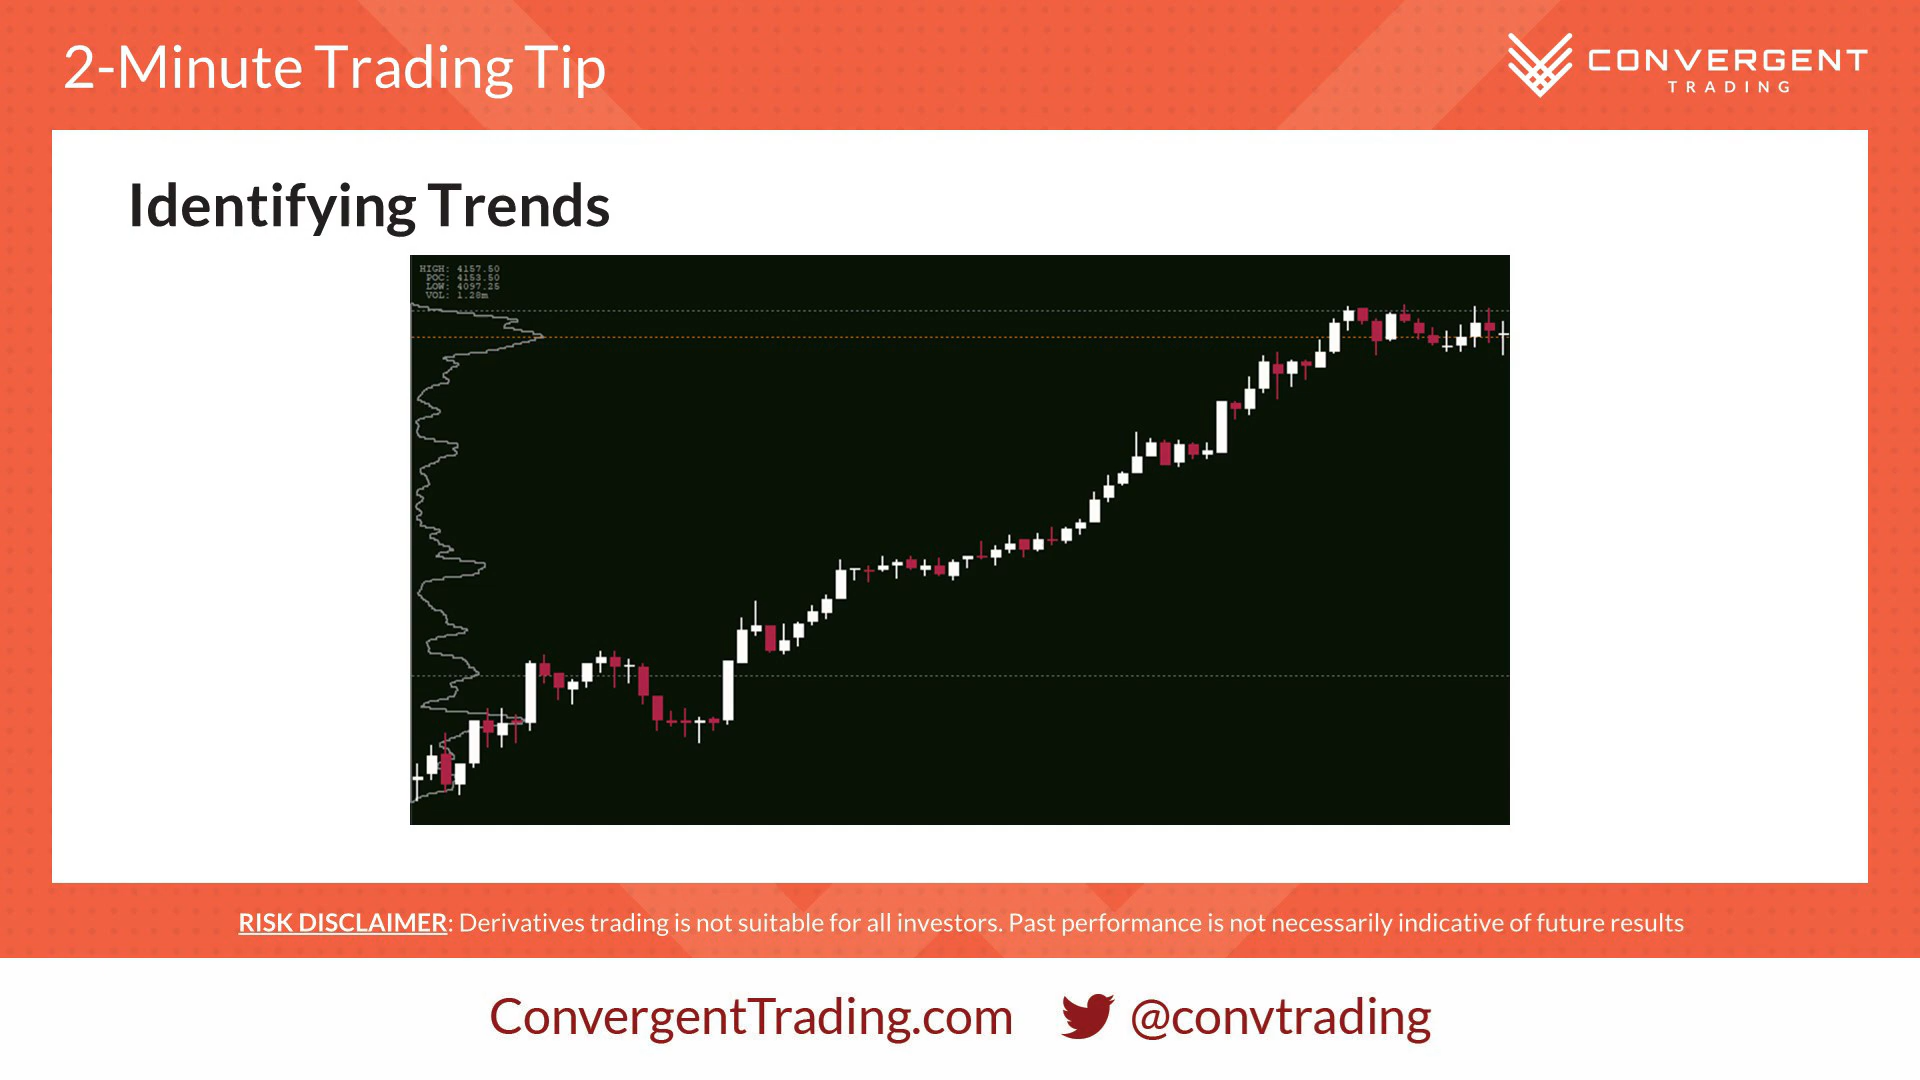 2-Minute Trading Tip
CONVERGENT
TRADING
Identifying Trends
HIGH: 4157.50
POC: 4153.50
LOW: 4097.25
VOL: 1.28m
RISK DISCLAIMER: Derivatives trading is not suitable for all investors. Past performance is not necessarily indicative of future results
ConvergentTrading.com
@convtrading